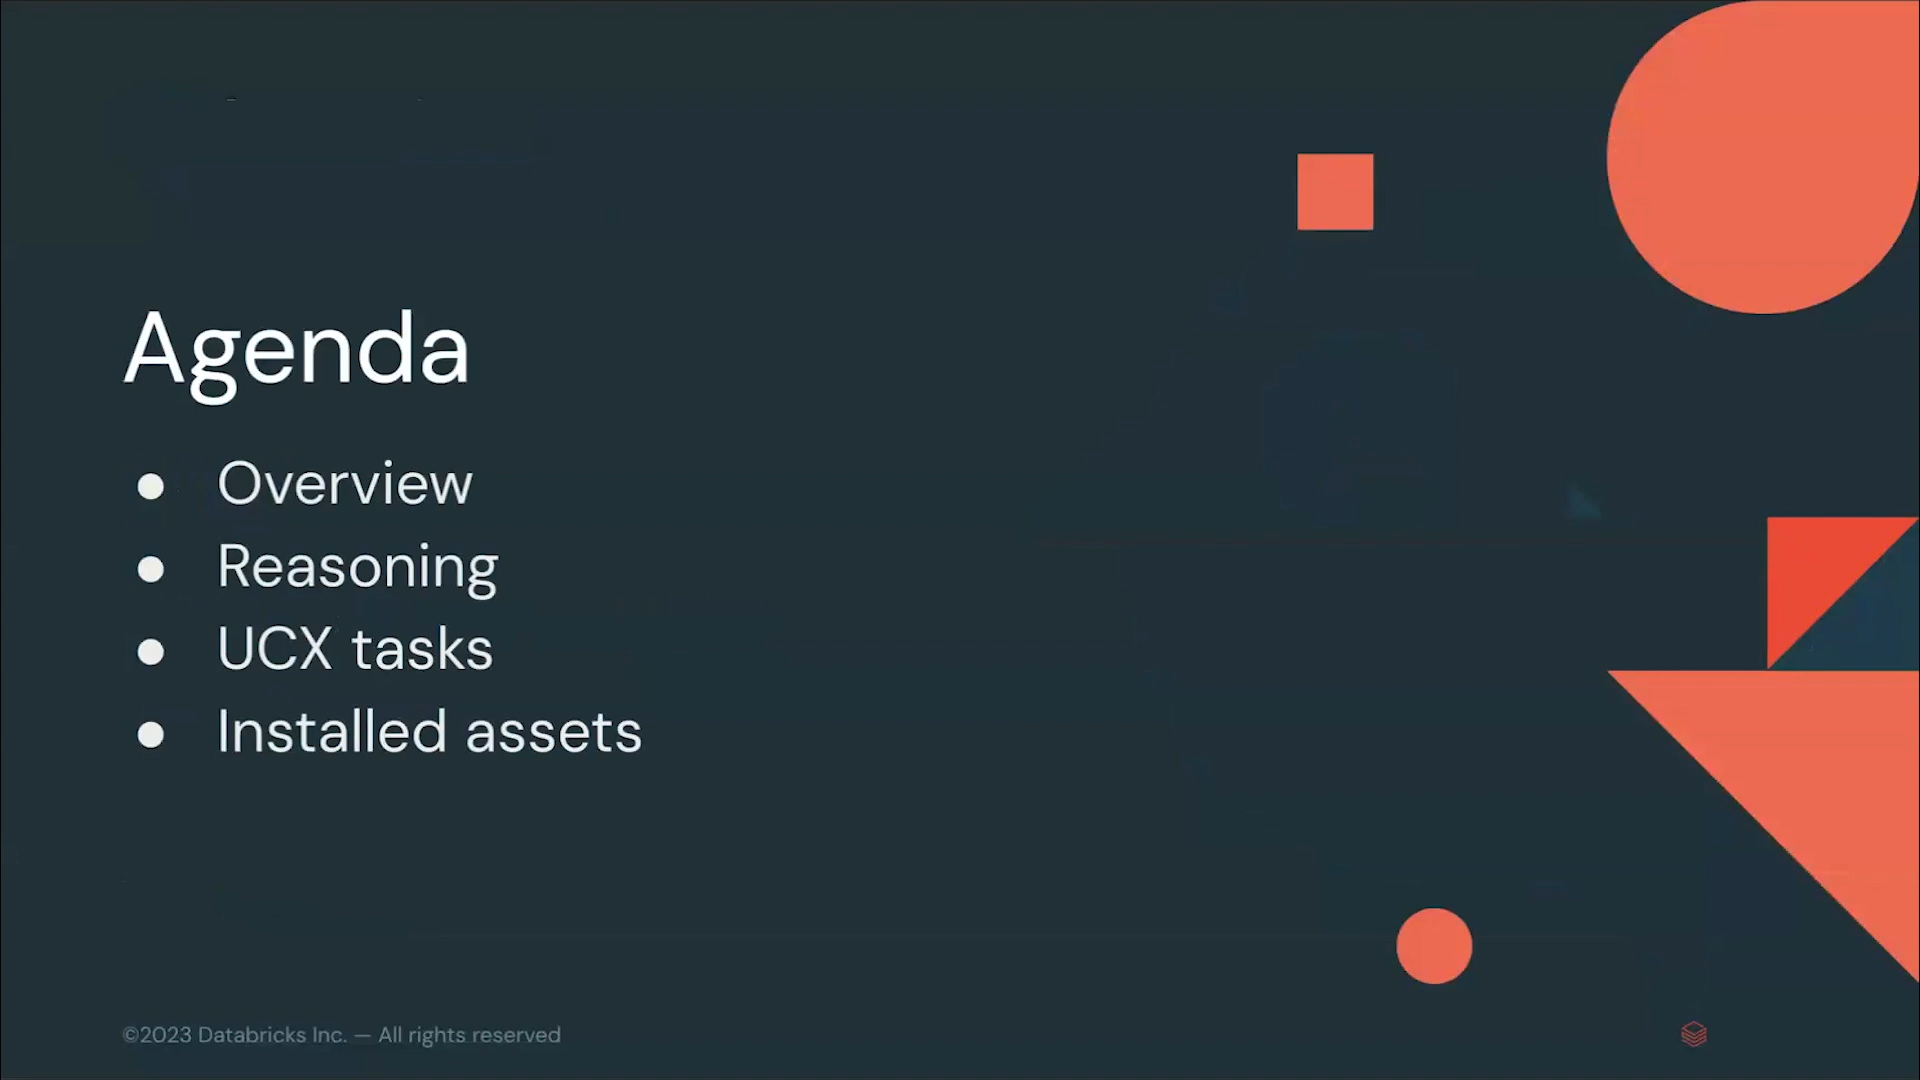 Agenda
● Overview
● Reasoning
● UCX tasks
● Installed assets
©2023 Databricks Inc. — All rights reserved